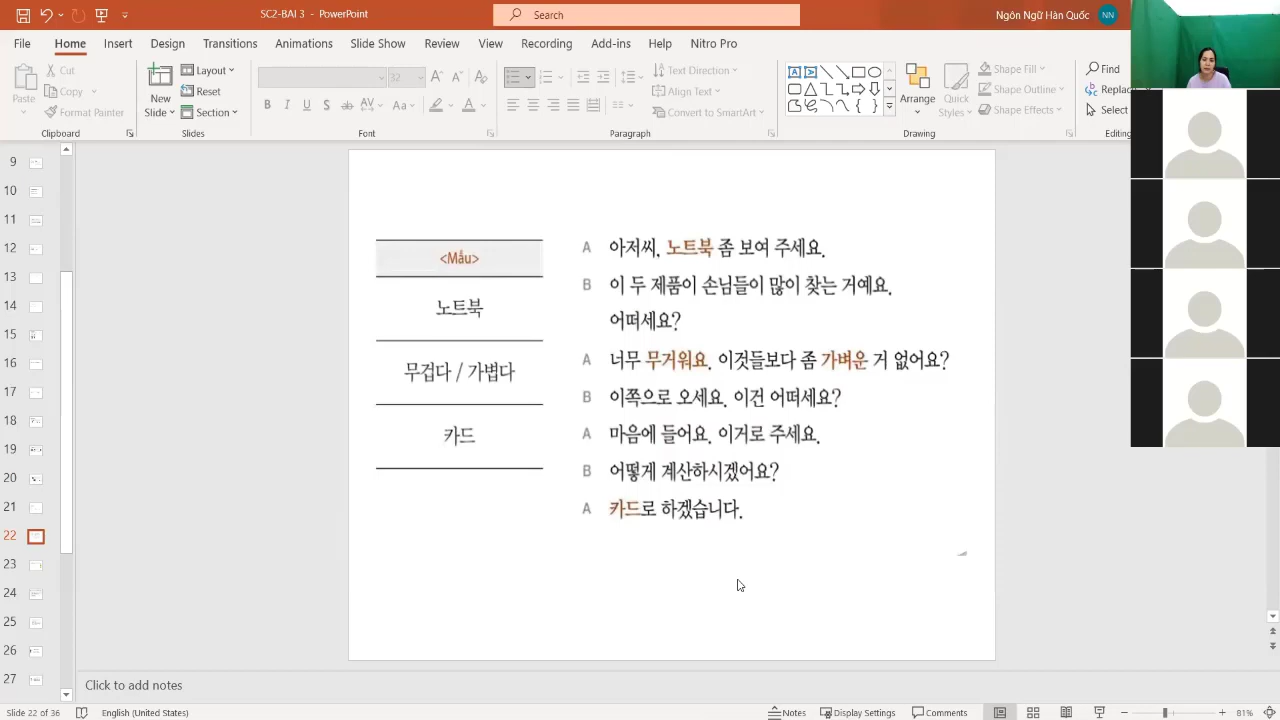 SC2-BAI 3 - PowerPoint
Search
Ngôn Ngữ Hàn Quốc
NN
File Home Insert Design Transitions Animations Slide Show Review View Recording Add-ins Help Nitro Pro
Paste
Cut
Copy
Format Painter
Clipboard
New Slide
Layout
Reset
Section
Slides
32
Font
Text Direction
Align Text
Convert to SmartArt
Paragraph
Arrange
Quick Styles
Shape Fill
Shape Outline
Shape Effects
Drawing
Find
Select
Editing
9
10
11
12
13
14
15
16
17
18
19
20
21
22
23
24
25
26
27
<Mẫu>
노트북
무겁다 / 가볍다
카드
A 아저씨, 노트북 좀 보여 주세요.
B 이 두 제품이 손님들이 많이 찾는 거예요.
어떠세요?
A 너무 무거워요. 이것들보다 좀 가벼운 거 없어요?
B 이쪽으로 오세요. 이건 어떠세요?
A 마음에 들어요. 이거로 주세요.
B 어떻게 계산하시겠어요?
A 카드로 하겠습니다.
Click to add notes
Slide 22 of 36
English (United States)
Notes
Display Settings
Comments
81%